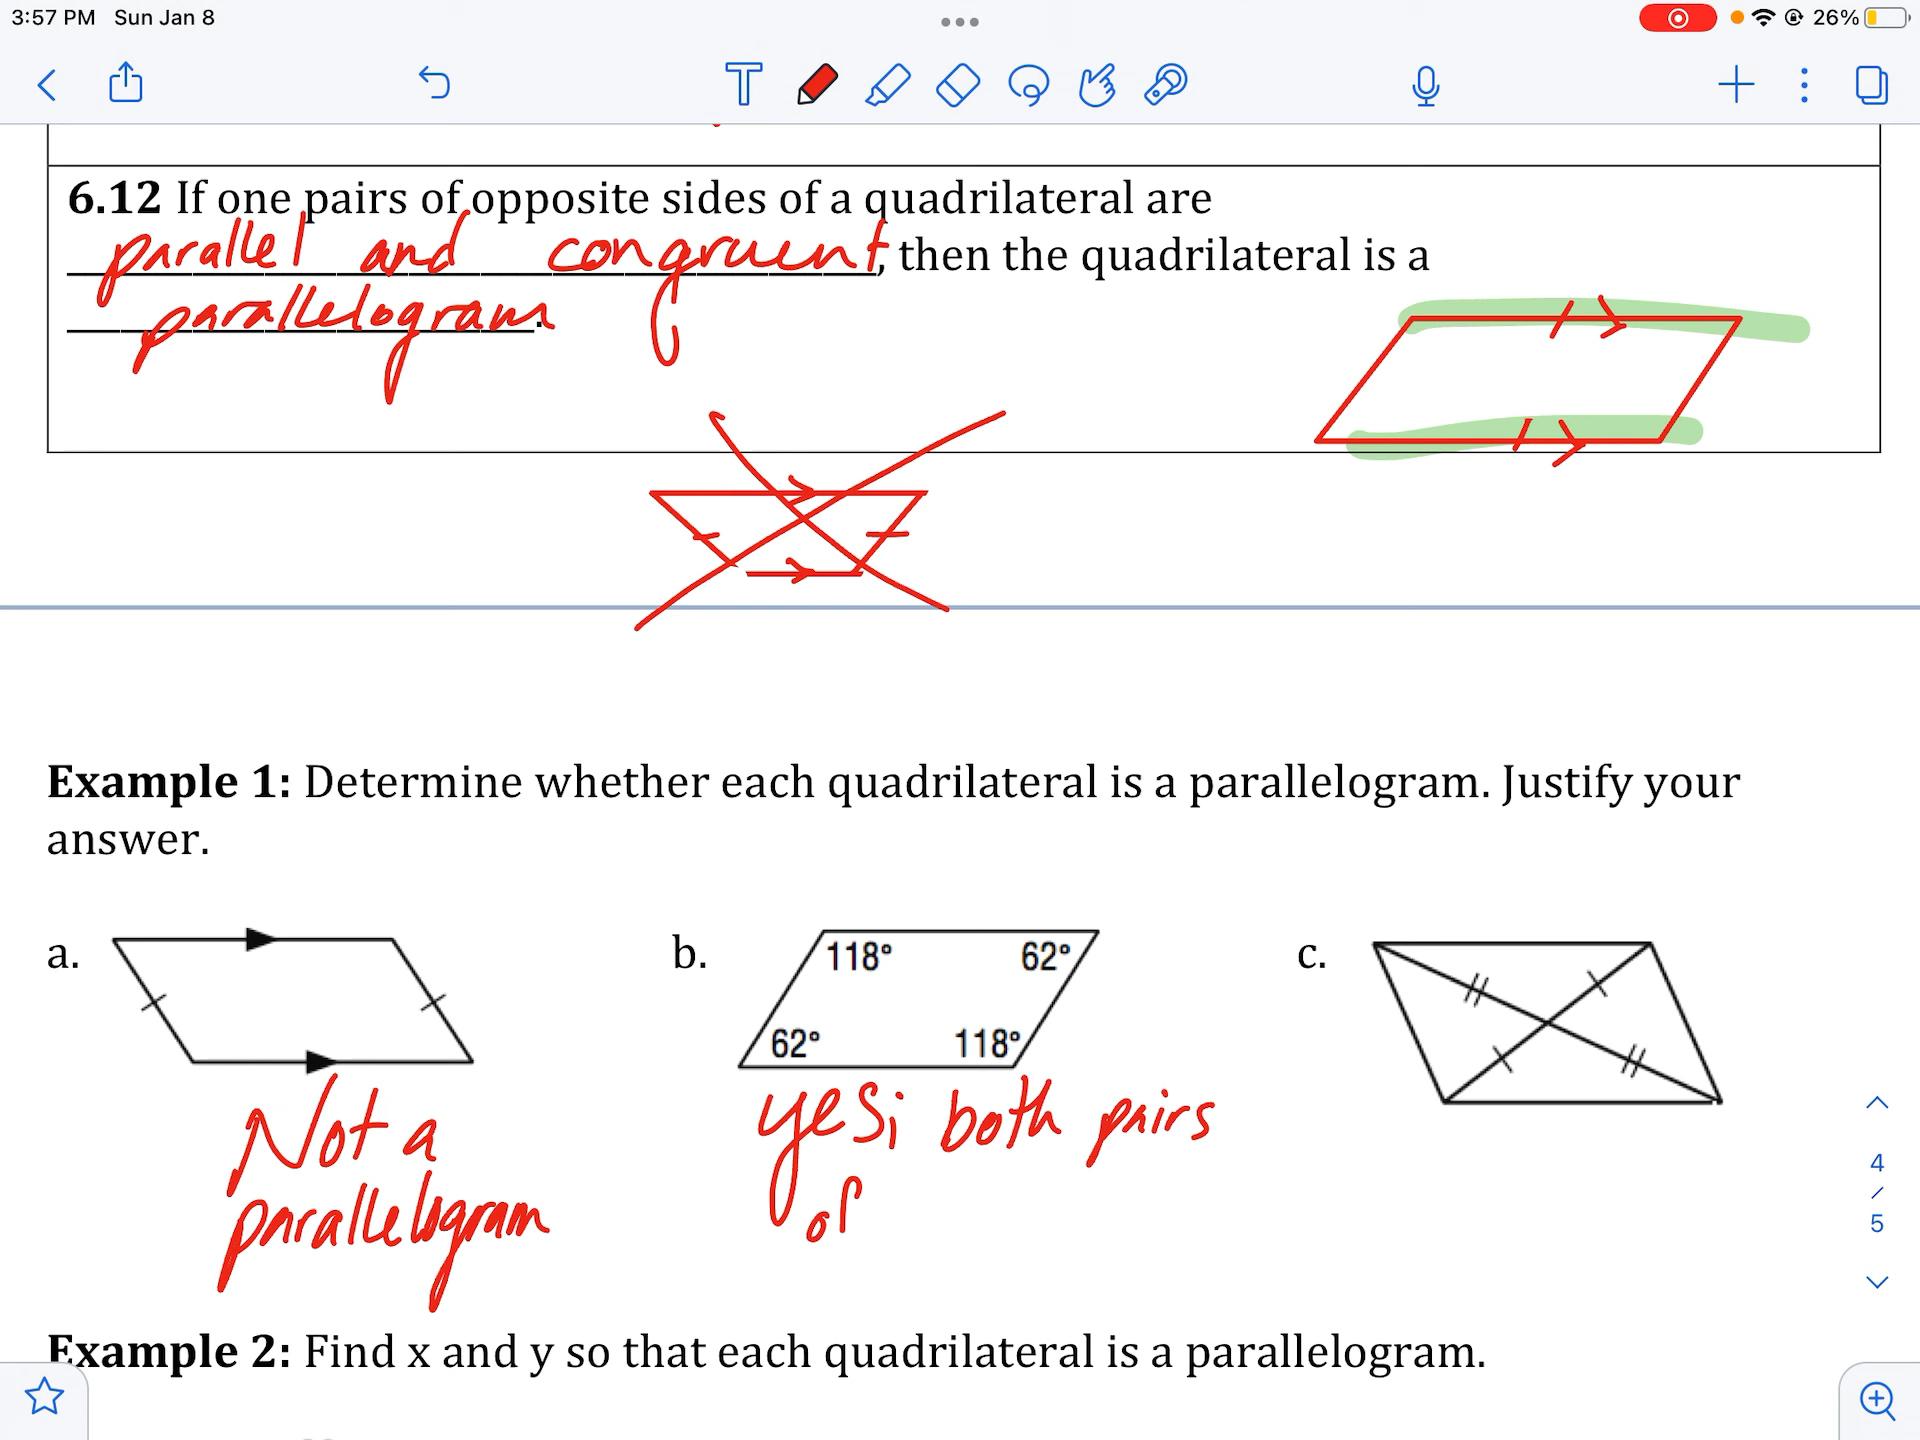 3:57 PM Sun Jan 8
26%
6.12 If one pairs of opposite sides of a quadrilateral are
parallel and congruent, then the quadrilateral is a
parallelogram.
Example 1: Determine whether each quadrilateral is a parallelogram. Justify your
answer.
a.
b.
118°
62°
62°
118°
c.
Not a
parallelogram
yes; both pairs
of
4
/
5
Example 2: Find x and y so that each quadrilateral is a parallelogram.